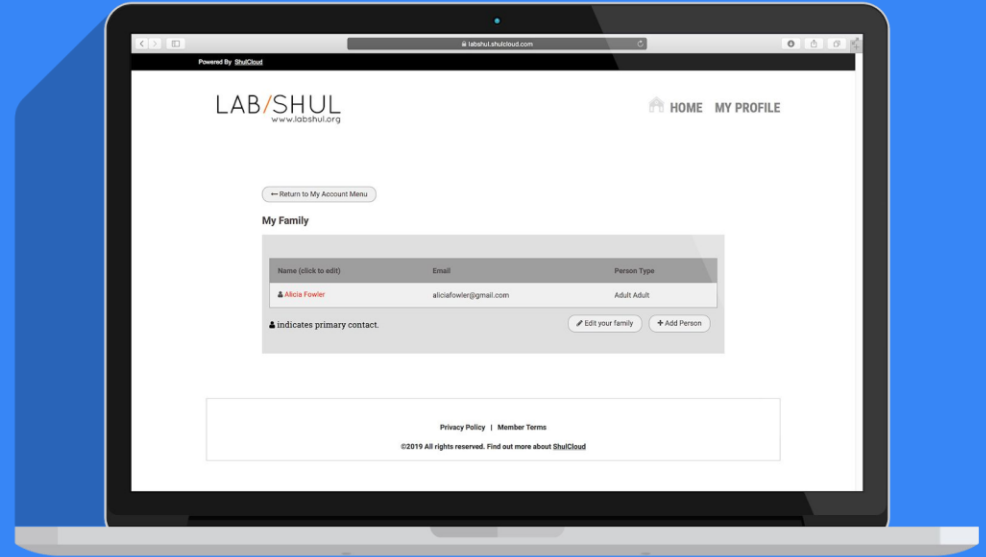 labshul.shulcloud.com
Powered By ShulCloud
LAB/SHUL
www.labshul.org
HOME MY PROFILE
Return to My Account Menu
My Family
Name (click to edit) Email Person Type
Alicia Fowler aliciafowler@gmail.com Adult Adult
indicates primary contact.
Edit your family + Add Person
Privacy Policy | Member Terms
©2019 All rights reserved. Find out more about ShulCloud